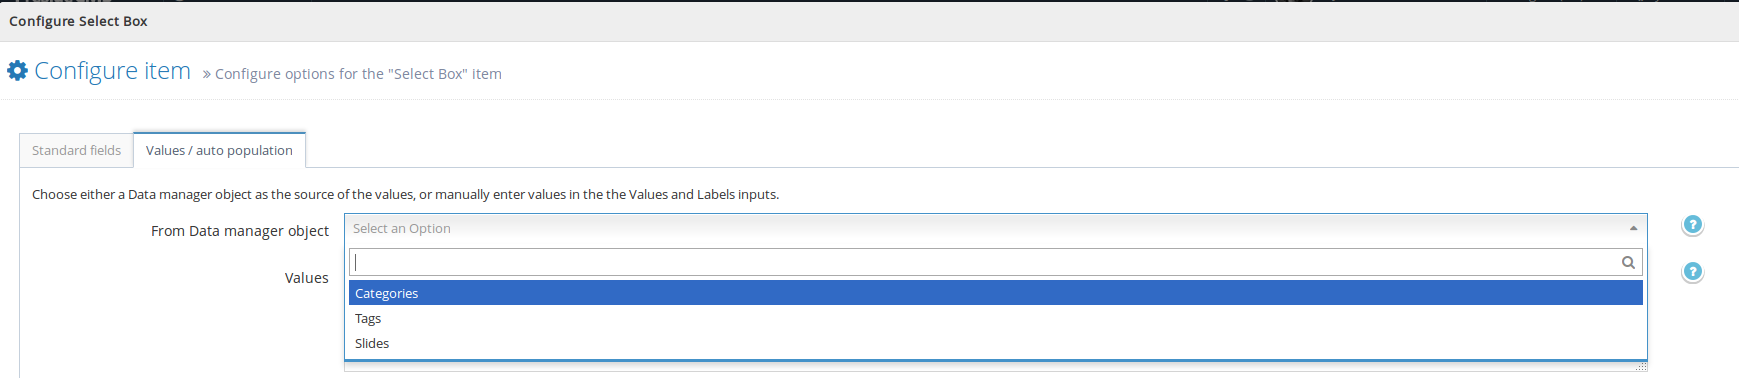 Configure Select Box
Configure item » Configure options for the "Select Box" item
Standard fields Values / auto population
Choose either a Data manager object as the source of the values, or manually enter values in the the Values and Labels inputs.
From Data manager object Select an Option ?
Values ?
Categories
Tags
Slides